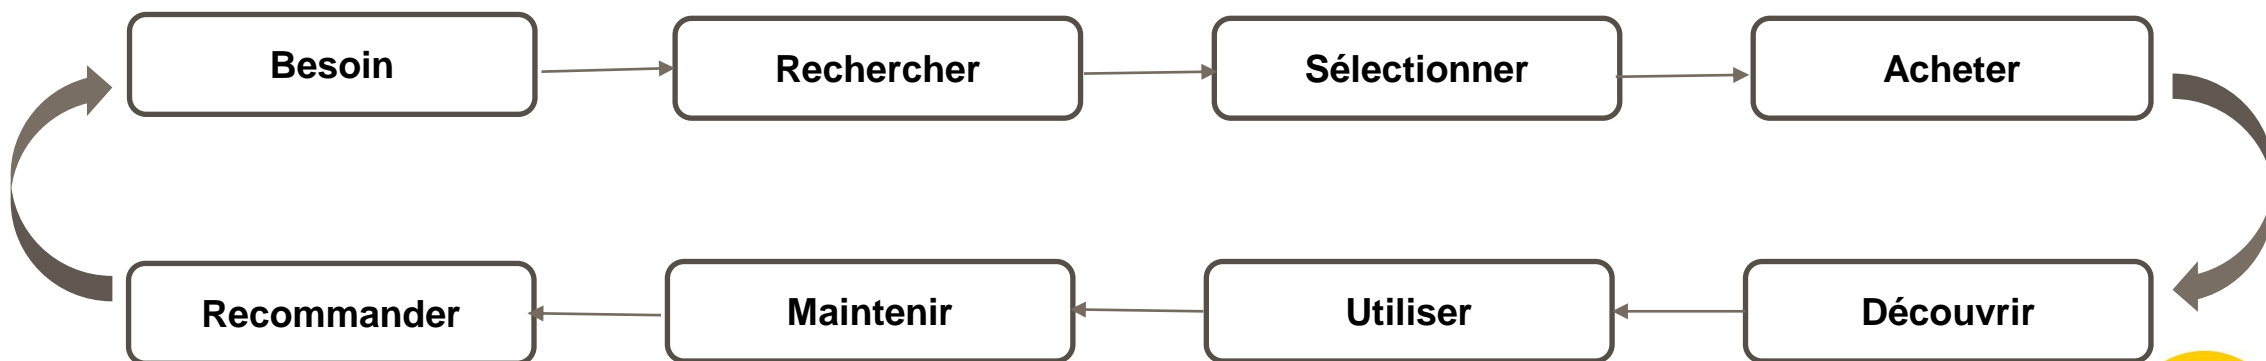 Besoin
Rechercher
Sélectionner
Acheter
Recommander
Maintenir
Utiliser
Découvrir